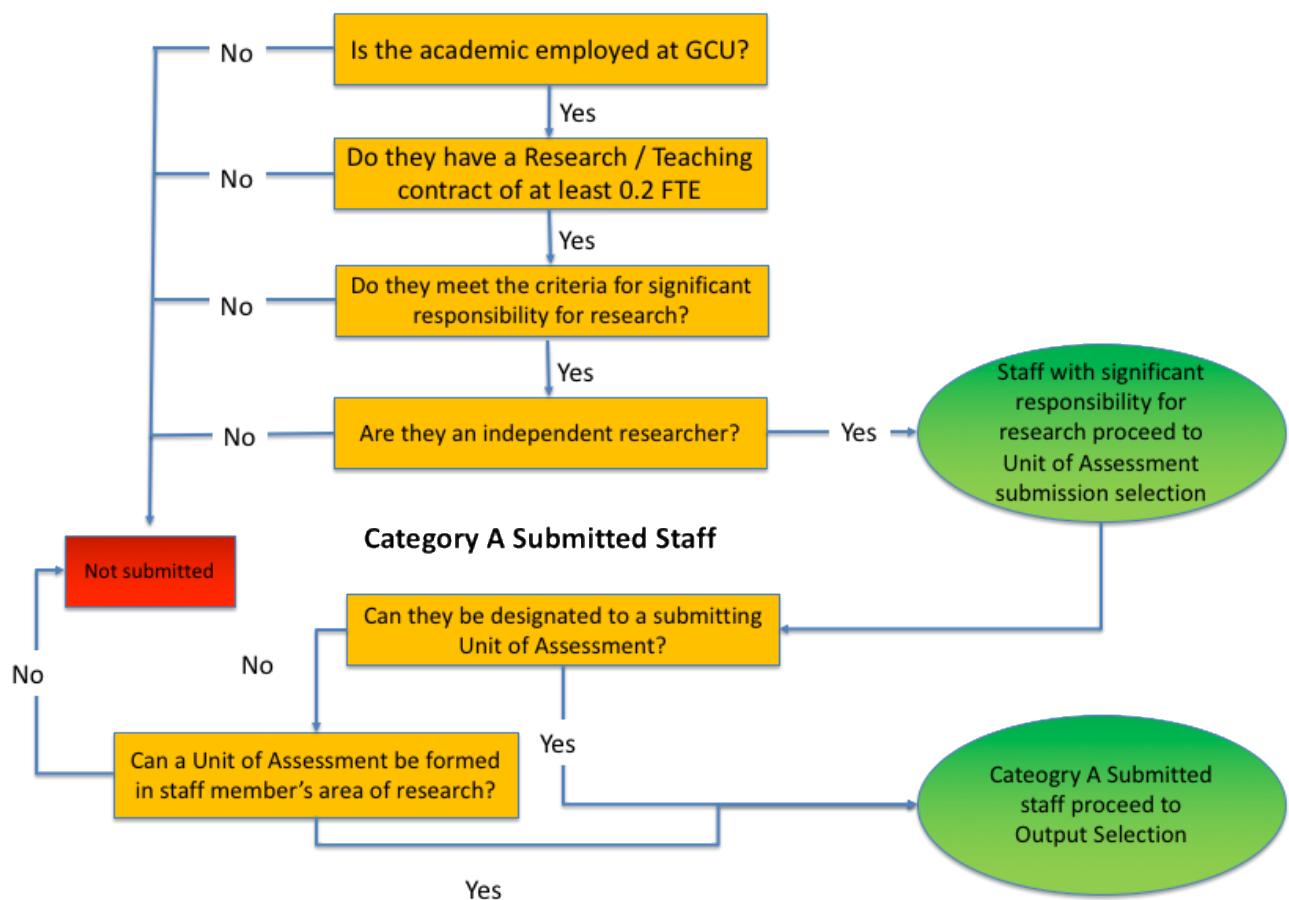 No
Is the academic employed at GCU?
Yes
No
Do they have a Research / Teaching
contract of at least 0.2 FTE
Yes
No
Do they meet the criteria for significant
responsibility for research?
Yes
No
Are they an independent researcher?
Yes
Staff with significant
responsibility for
research proceed to
Unit of Assessment
submission selection
Category A Submitted Staff
Not submitted
Can they be designated to a submitting
Unit of Assessment?
No
No
Yes
Can a Unit of Assessment be formed
in staff member’s area of research?
Cateogry A Submitted
staff proceed to
Output Selection
Yes